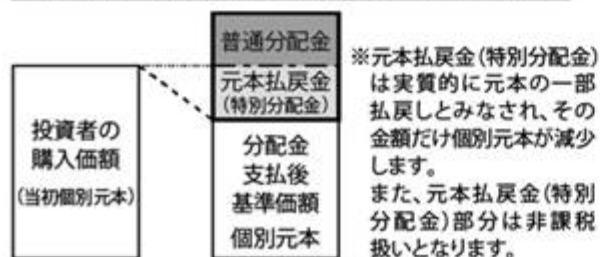 普通分配金
元本払戻金
（特別分配金）
投資者の
購入価額
（当初個別元本）
分配金
支払後
基準価額
個別元本
※元本払戻金（特別分配金）
は実質的に元本の一部
払戻しとみなされ、その
金額だけ個別元本が減少
します。
また、元本払戻金（特別
分配金）部分は非課税
扱いとなります。